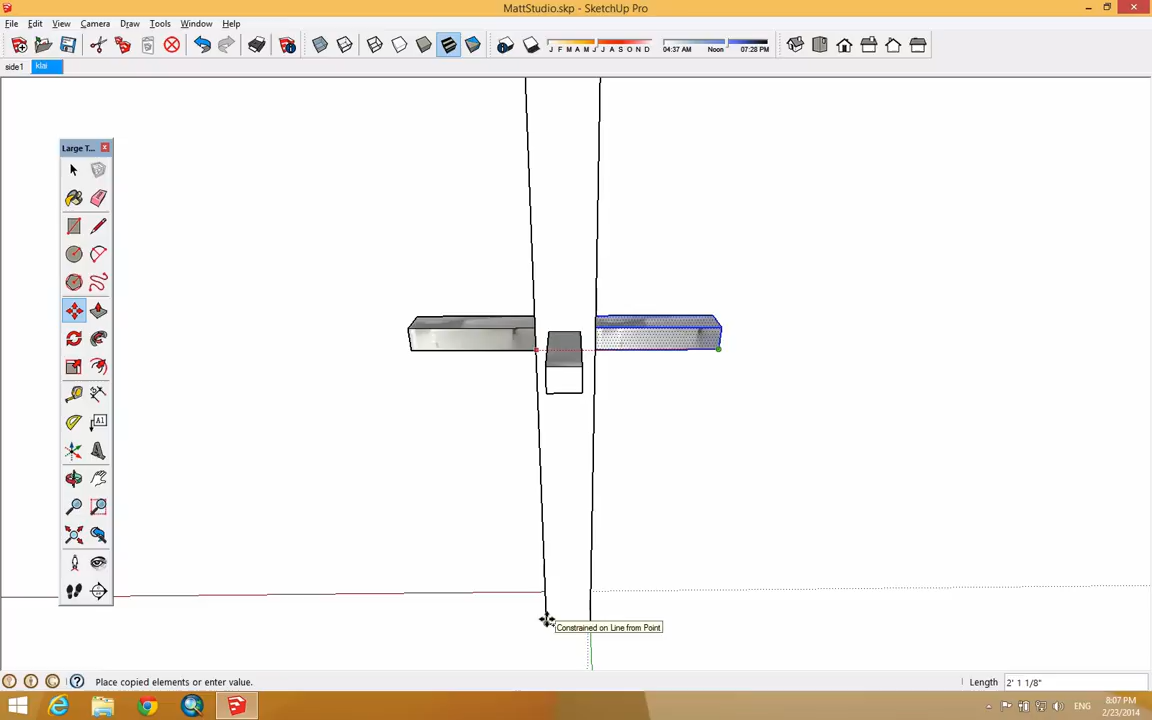 MattStudio.skp - SketchUp Pro
File Edit View Camera Draw Tools Window Help
J F M A M J J A S O N D 04:37 AM Noon 07:28 PM
side1 klai
Large T...
A1
Constrained on Line from Point
Place copied elements or enter value. Length 2' 1 1/8"
ENG 8:07 PM
2/23/2014